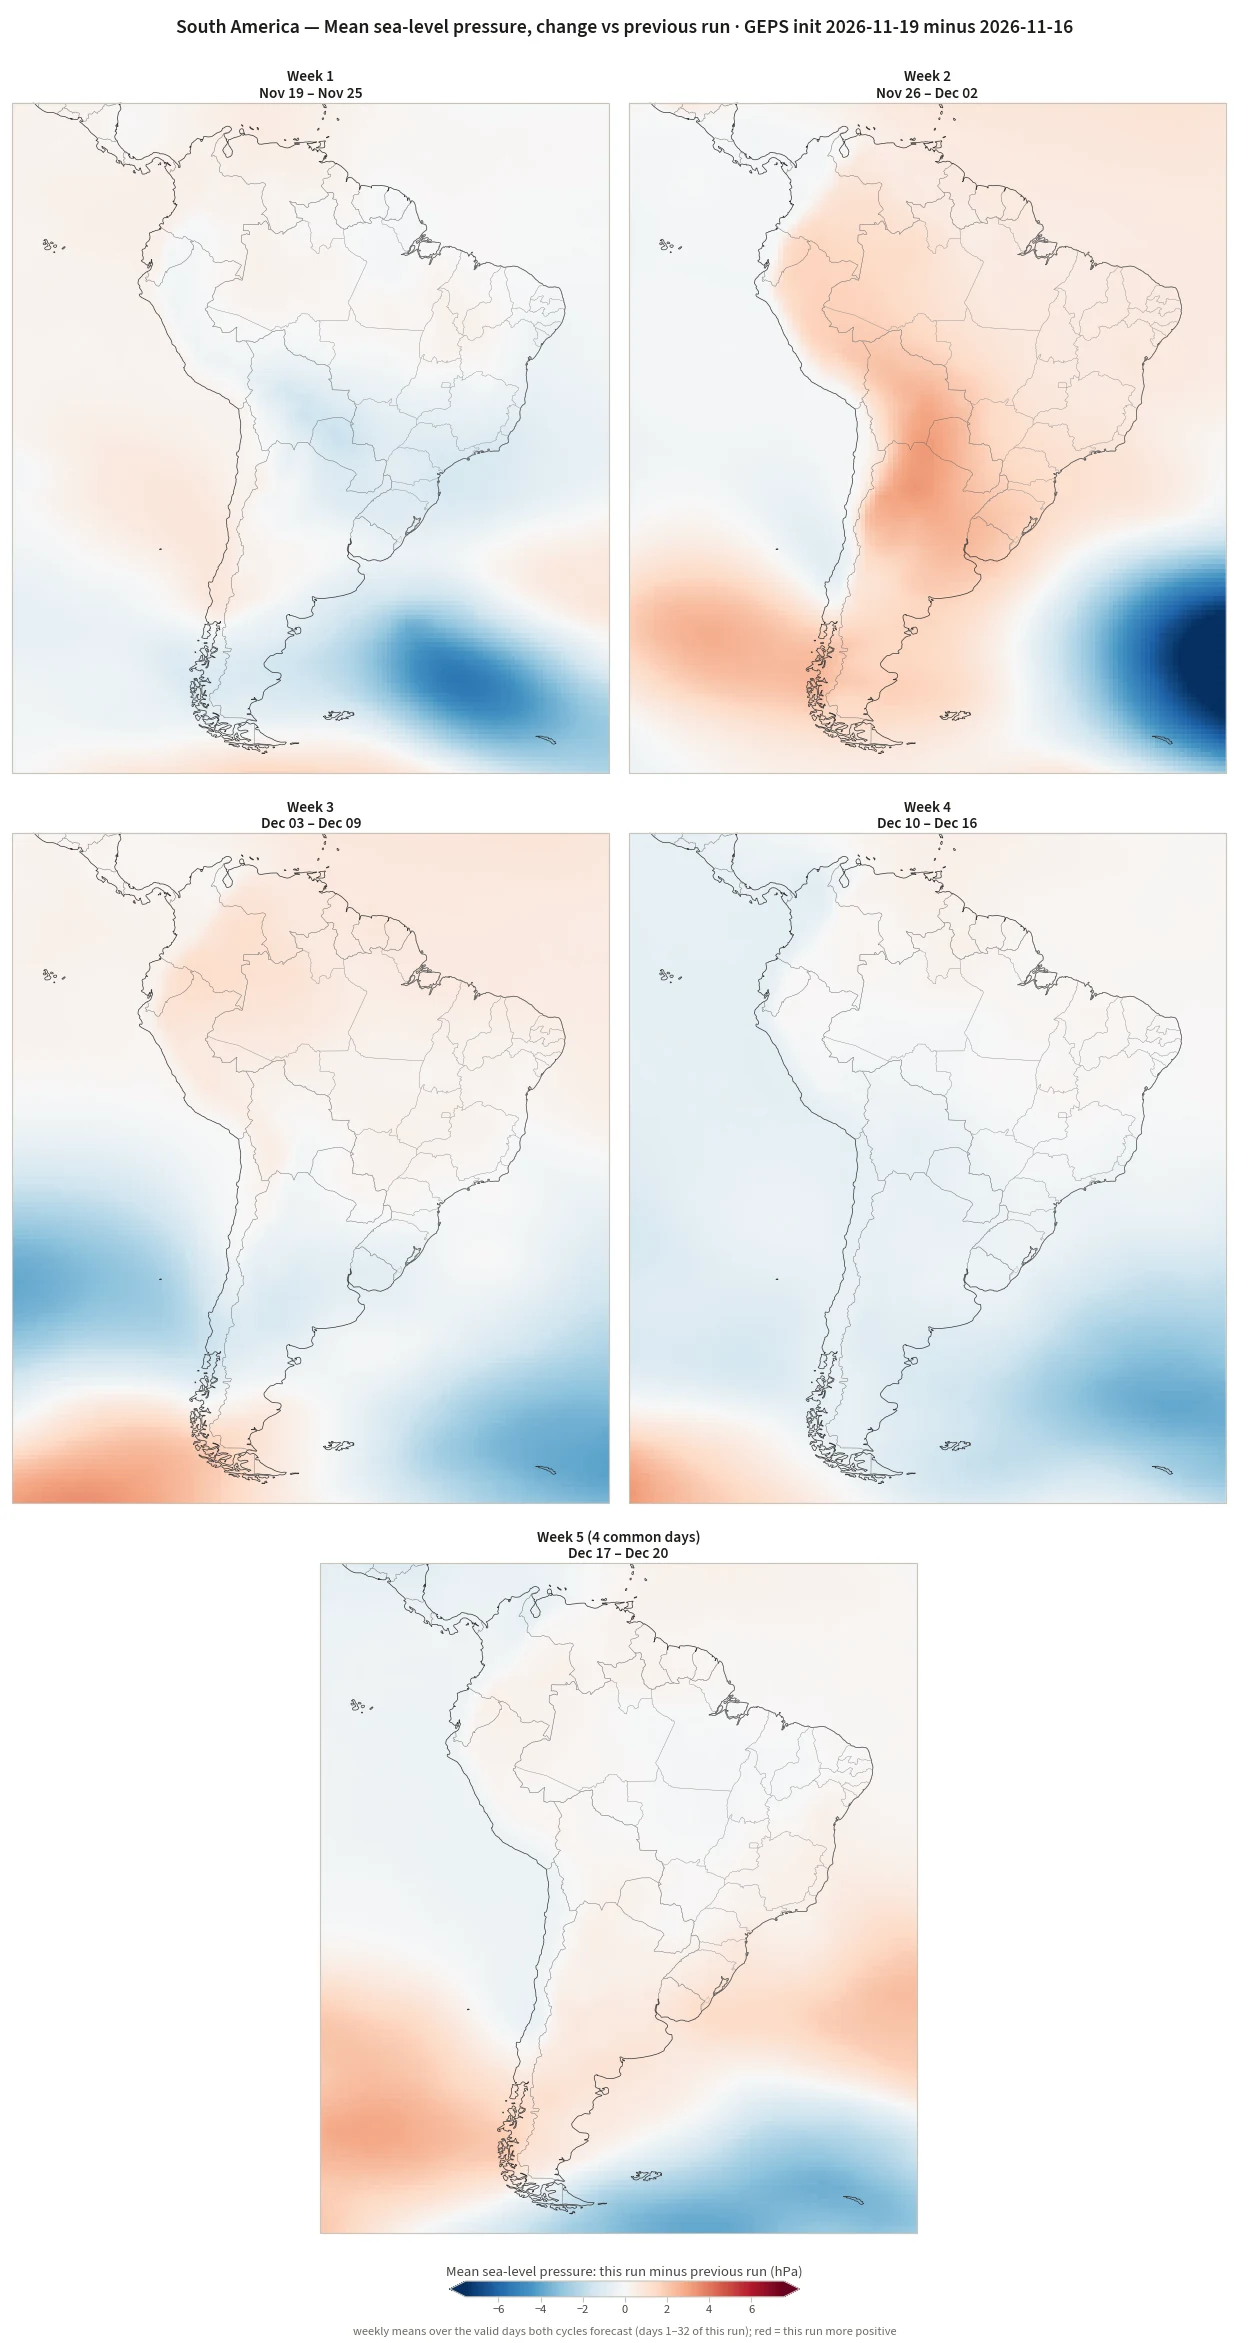 South America — Mean sea-level pressure, change vs previous run · GEPS init 2026-11-19 minus 2026-11-16
Week 1
Nov 19 – Nov 25
Week 2
Nov 26 – Dec 02
Week 3
Dec 03 – Dec 09
Week 4
Dec 10 – Dec 16
Week 5 (4 common days)
Dec 17 – Dec 20
Mean sea-level pressure: this run minus previous run (hPa)
−6 −4 −2 0 2 4 6
weekly means over the valid days both cycles forecast (days 1–32 of this run); red = this run more positive